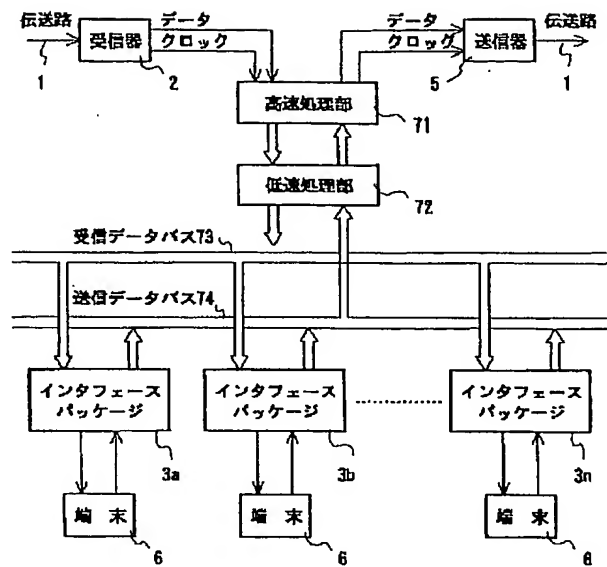 伝送路
1
受信器
2
データ
クロック
データ
クロック
送信器
5
伝送路
1
高速処理部
71
低速処理部
72
受信データバス73
送信データバス74
インタフェース
パッケージ
3a
インタフェース
パッケージ
3b
インタフェース
パッケージ
3n
端 末
6
端 末
6
端 末
6